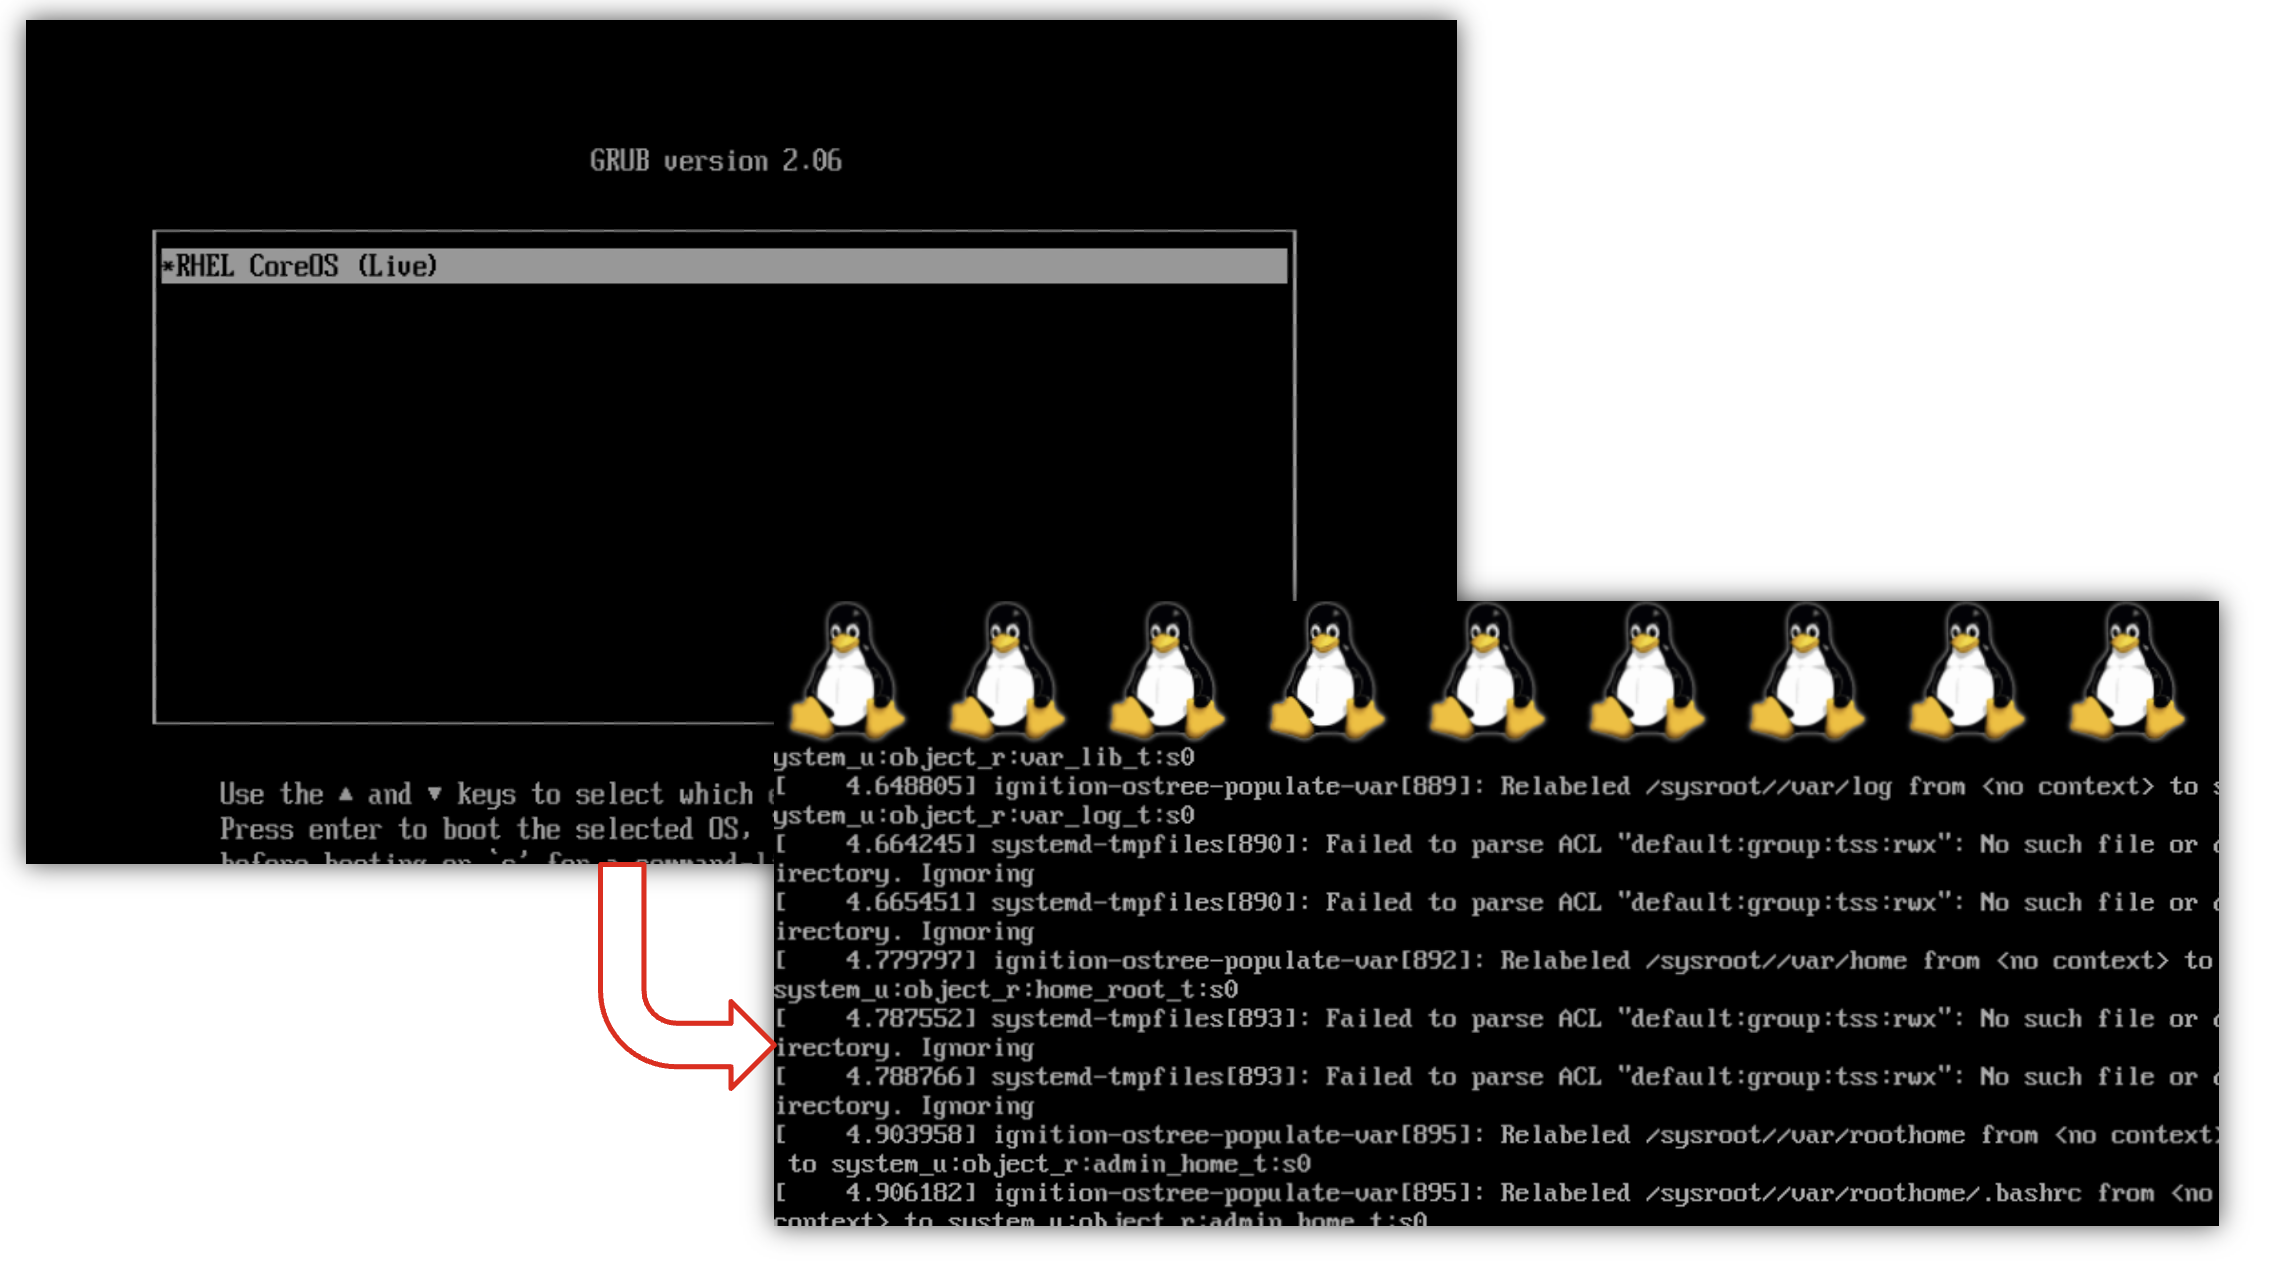 GRUB version 2.06
*RHEL CoreOS (Live)
Use the ▲ and ▼ keys to select which
Press enter to boot the selected OS,
before booting or `c' for a command-l
ystem_u:object_r:var_lib_t:s0
[    4.648805] ignition-ostree-populate-var[889]: Relabeled /sysroot//var/log from <no context> to s
ystem_u:object_r:var_log_t:s0
[    4.664245] systemd-tmpfiles[890]: Failed to parse ACL "default:group:tss:rwx": No such file or d
irectory. Ignoring
[    4.665451] systemd-tmpfiles[890]: Failed to parse ACL "default:group:tss:rwx": No such file or d
irectory. Ignoring
[    4.779797] ignition-ostree-populate-var[892]: Relabeled /sysroot//var/home from <no context> to
system_u:object_r:home_root_t:s0
[    4.787552] systemd-tmpfiles[893]: Failed to parse ACL "default:group:tss:rwx": No such file or d
irectory. Ignoring
[    4.788766] systemd-tmpfiles[893]: Failed to parse ACL "default:group:tss:rwx": No such file or d
irectory. Ignoring
[    4.903958] ignition-ostree-populate-var[895]: Relabeled /sysroot//var/roothome from <no context>
 to system_u:object_r:admin_home_t:s0
[    4.906182] ignition-ostree-populate-var[895]: Relabeled /sysroot//var/roothome/.bashrc from <no
context> to system_u:object_r:admin_home_t:s0